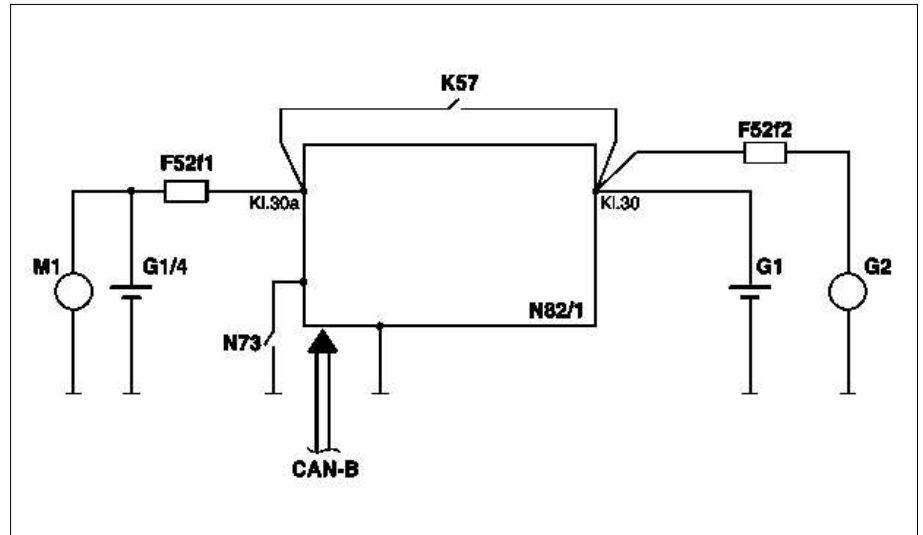 K57
F52f2
F52f1
Kl.30a
Kl.30
M1
G1/4
G1
G2
N82/1
N73
CAN-B